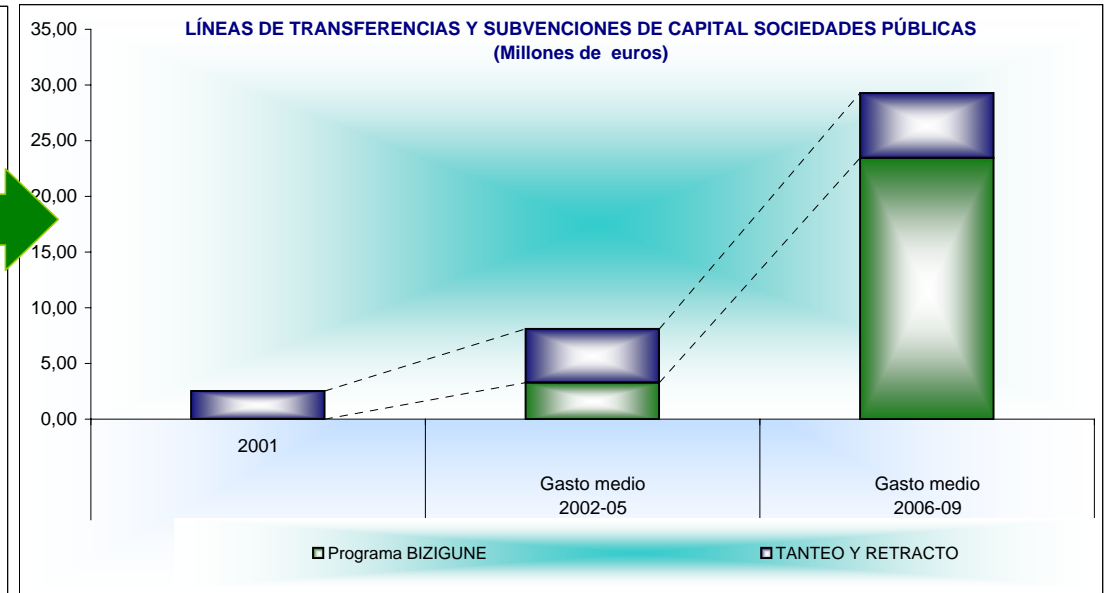 LÍNEAS DE TRANSFERENCIAS Y SUBVENCIONES DE CAPITAL SOCIEDADES PÚBLICAS
(Millones de euros)
35,00
30,00
25,00
20,00
15,00
10,00
5,00
0,00
2001
Gasto medio
2002-05
Gasto medio
2006-09
Programa BIZIGUNE
TANTEO Y RETRACTO